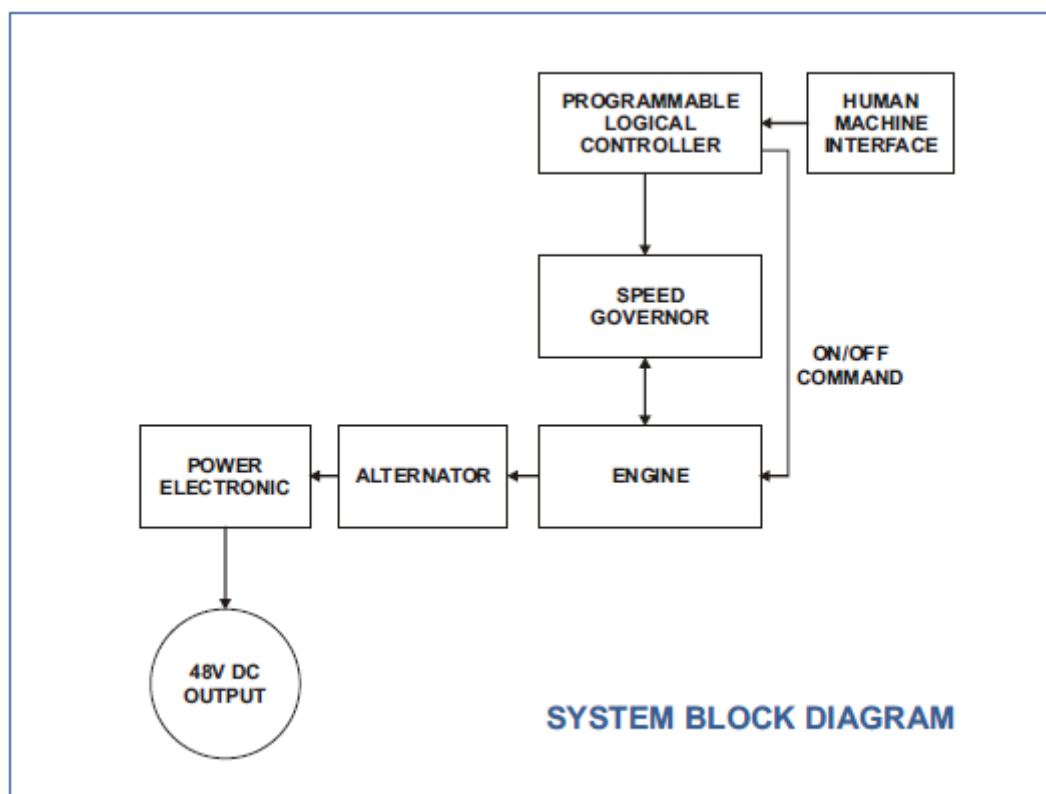 PROGRAMMABLE
LOGICAL
CONTROLLER
HUMAN
MACHINE
INTERFACE
SPEED
GOVERNOR
ON/OFF
COMMAND
POWER
ELECTRONIC
ALTERNATOR
ENGINE
48V DC
OUTPUT
SYSTEM BLOCK DIAGRAM